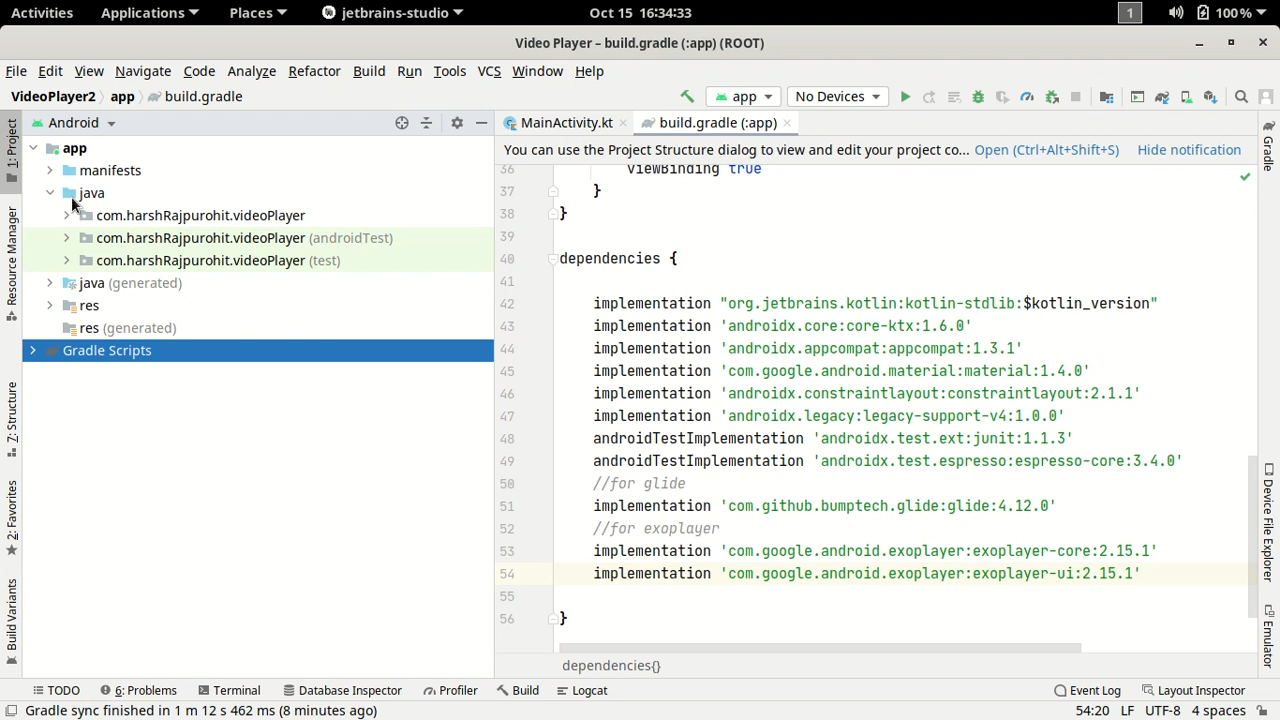 Activities Applications Places jetbrains-studio Oct 15 16:34:33 1 100%
Video Player – build.gradle (:app) (ROOT)
File Edit View Navigate Code Analyze Refactor Build Run Tools VCS Window Help
VideoPlayer2 app build.gradle app No Devices
1: Project
Resource Manager
Z: Structure
2: Favorites
Build Variants
Android
app
manifests
java
com.harshRajpurohit.videoPlayer
com.harshRajpurohit.videoPlayer (androidTest)
com.harshRajpurohit.videoPlayer (test)
java (generated)
res
res (generated)
Gradle Scripts
MainActivity.kt build.gradle (:app)
You can use the Project Structure dialog to view and edit your project co... Open (Ctrl+Alt+Shift+S) Hide notification
36 viewBinding true
37 }
38 }
39
40 dependencies {
41
42 implementation "org.jetbrains.kotlin:kotlin-stdlib:$kotlin_version"
43 implementation 'androidx.core:core-ktx:1.6.0'
44 implementation 'androidx.appcompat:appcompat:1.3.1'
45 implementation 'com.google.android.material:material:1.4.0'
46 implementation 'androidx.constraintlayout:constraintlayout:2.1.1'
47 implementation 'androidx.legacy:legacy-support-v4:1.0.0'
48 androidTestImplementation 'androidx.test.ext:junit:1.1.3'
49 androidTestImplementation 'androidx.test.espresso:espresso-core:3.4.0'
50 //for glide
51 implementation 'com.github.bumptech.glide:glide:4.12.0'
52 //for exoplayer
53 implementation 'com.google.android.exoplayer:exoplayer-core:2.15.1'
54 implementation 'com.google.android.exoplayer:exoplayer-ui:2.15.1'
55
56 }
dependencies{}
Gradle
Device File Explorer
Emulator
TODO 6: Problems Terminal Database Inspector Profiler Build Logcat Event Log Layout Inspector
Gradle sync finished in 1 m 12 s 462 ms (8 minutes ago) 54:20 LF UTF-8 4 spaces